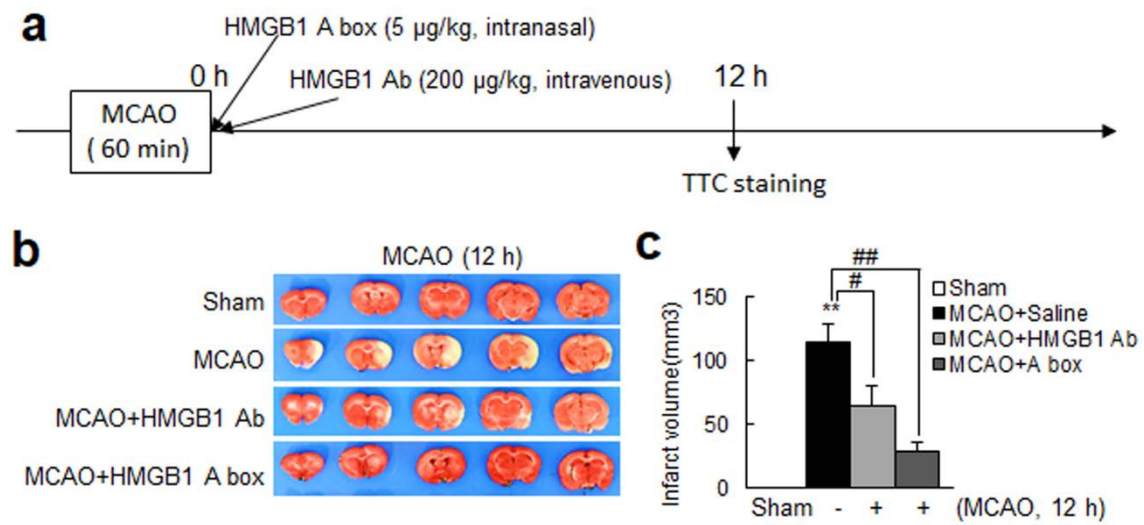 a
HMGB1 A box (5 µg/kg, intranasal)
0 h
HMGB1 Ab (200 µg/kg, intravenous)
12 h
MCAO
( 60 min)
TTC staining
b
MCAO (12 h)
Sham
MCAO
MCAO+HMGB1 Ab
MCAO+HMGB1 A box
c
##
#
**
Sham
MCAO+Saline
MCAO+HMGB1 Ab
MCAO+A box
Infarct volume(mm3)
150
100
50
0
Sham - + + (MCAO, 12 h)